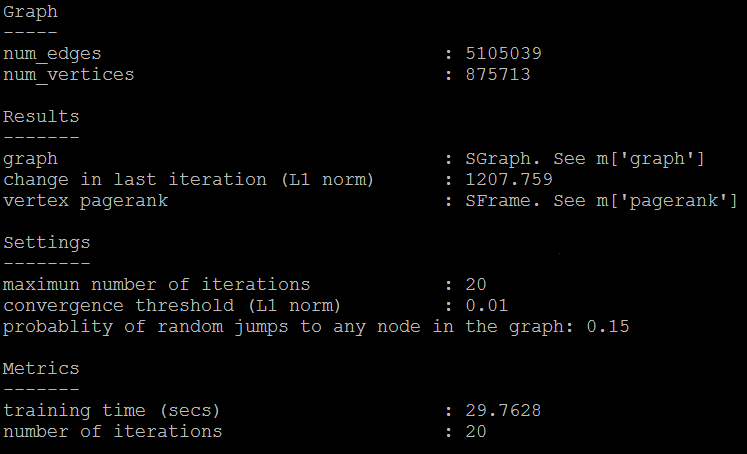 Graph
-----
num_edges : 5105039
num_vertices : 875713
Results
-------
graph : SGraph. See m['graph']
change in last iteration (L1 norm) : 1207.759
vertex pagerank : SFrame. See m['pagerank']
Settings
--------
maximun number of iterations : 20
convergence threshold (L1 norm) : 0.01
probablity of random jumps to any node in the graph: 0.15
Metrics
-------
training time (secs) : 29.7628
number of iterations : 20